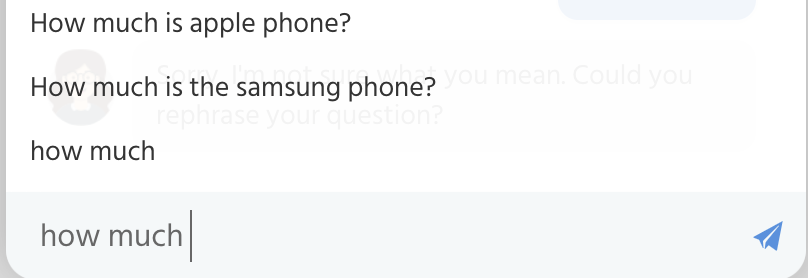 How much is apple phone?
Sorry, I'm not sure what you mean. Could you
How much is the samsung phone?
rephrase your question?
how much
how much